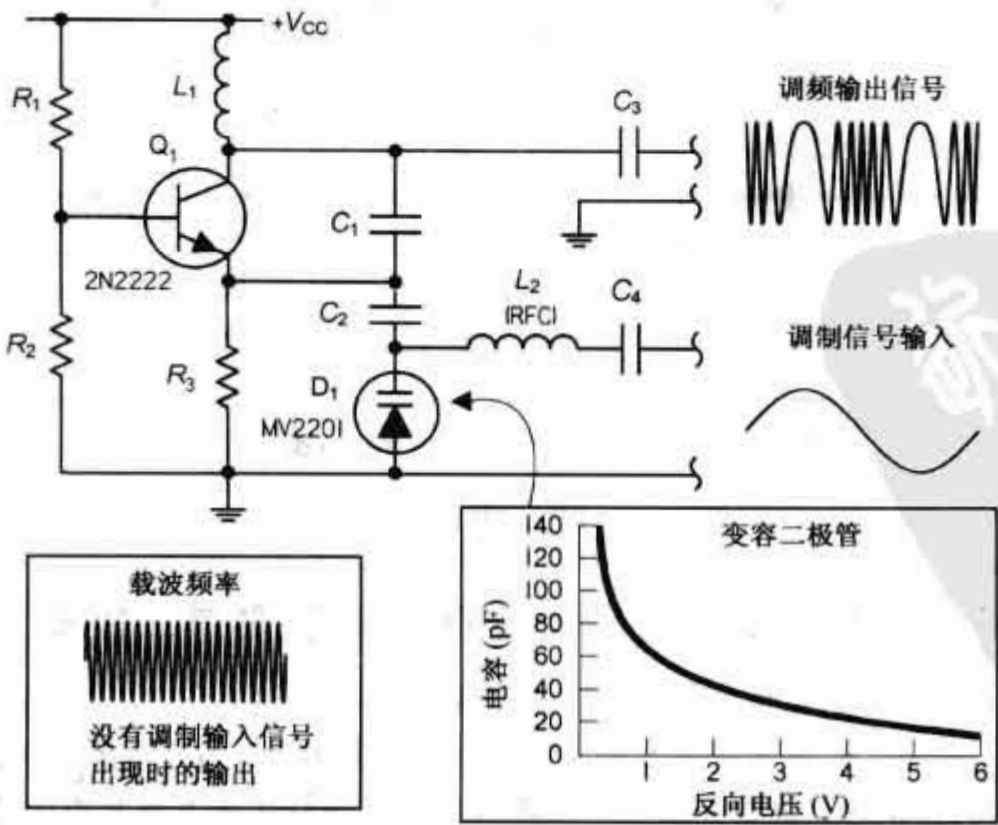 +VCC
R1
L1
Q1
2N2222
C1
C3
调频输出信号
R2
R3
C2
L2
(RFC)
C4
调制信号输入
D1
MV2201
载波频率
没有调制输入信号
出现时的输出
变容二极管
电容 (pF)
140
120
100
80
60
40
20
0
1 2 3 4 5 6
反向电压 (V)